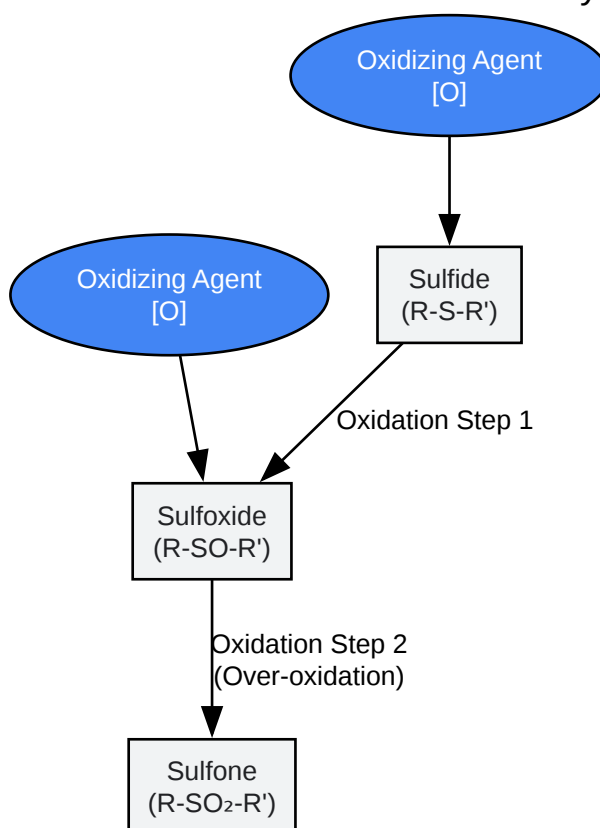 Oxidizing Agent
[O]
Oxidizing Agent
[O]
Sulfide
(R-S-R')
Oxidation Step 1
Sulfoxide
(R-SO-R')
Oxidation Step 2
(Over-oxidation)
Sulfone
(R-SO₂-R')